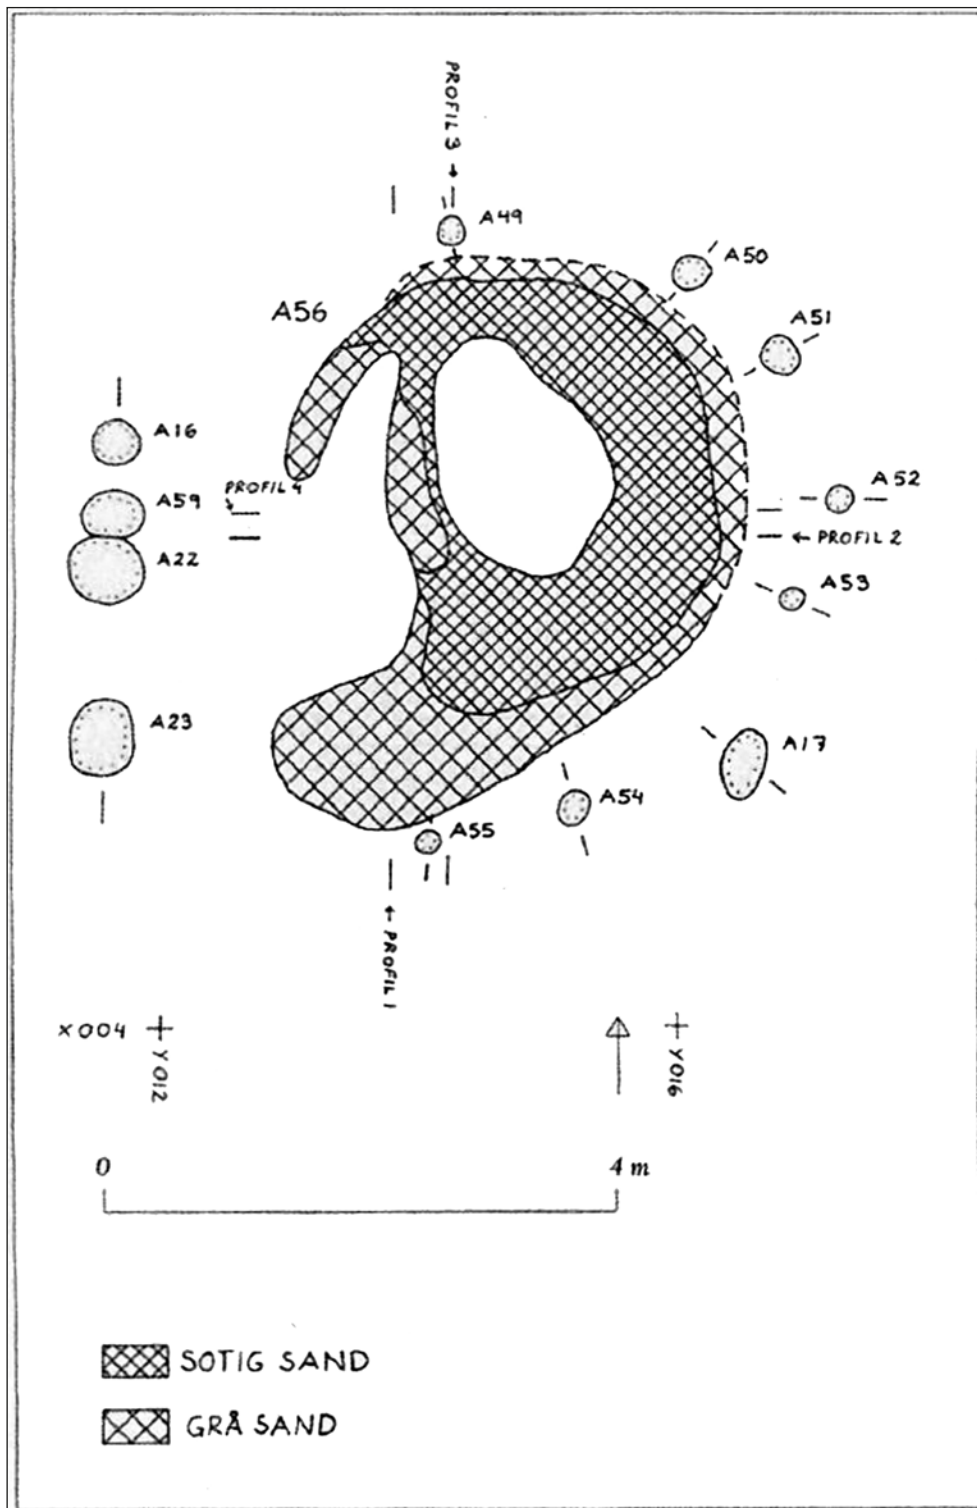 PROFIL 3
A49
A50
A56
A51
A16
A59
PROFIL 4
A52
A22
PROFIL 2
A53
A23
A17
A54
A55
PROFIL 1
X004
Y012
Y016
0
4 m
SOTIG SAND
GRÅ SAND